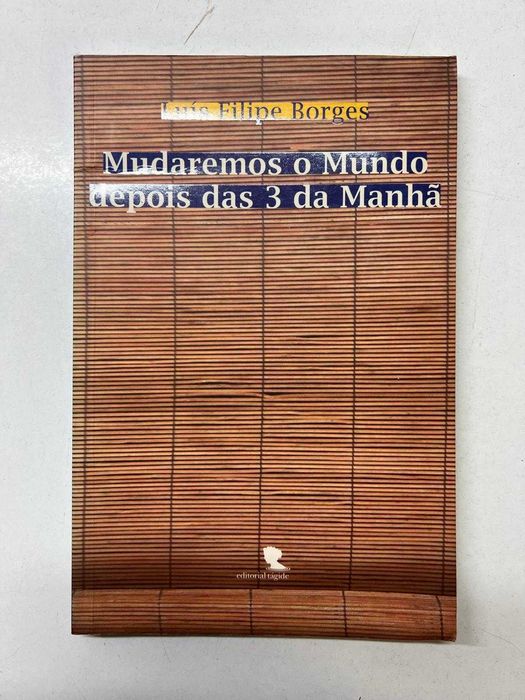 Luís Filipe Borges
Mudaremos o Mundo
depois das 3 da Manhã
editorial tágide